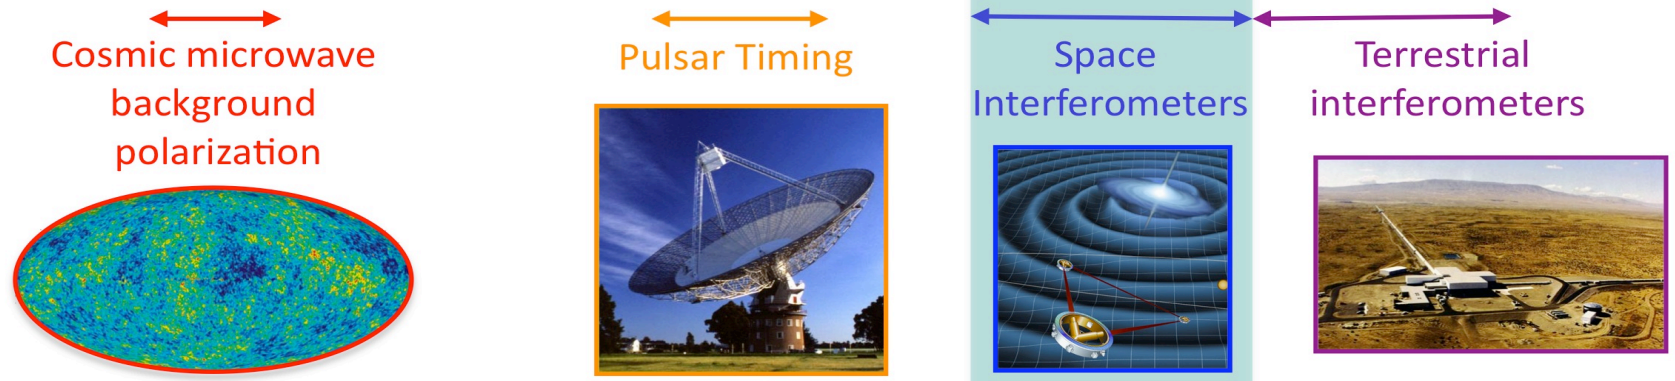 Cosmic microwave
background
polarization
Pulsar Timing
Space
Interferometers
Terrestrial
interferometers